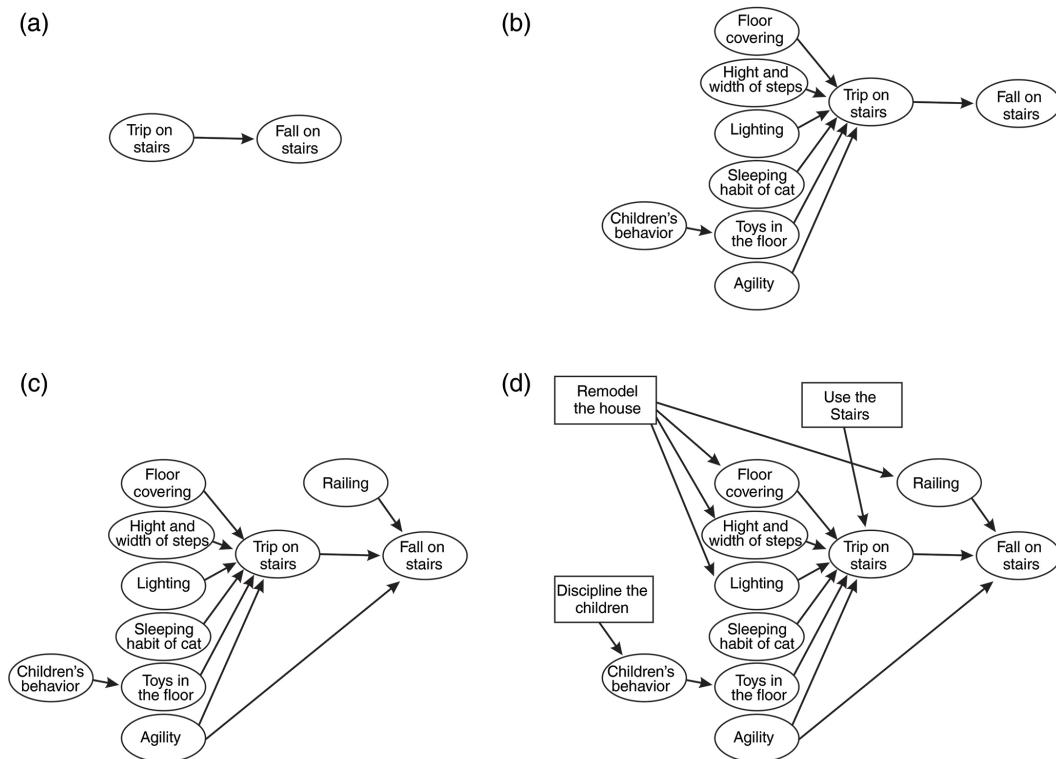 (a)
Trip on
stairs
Fall on
stairs
(b)
Floor
covering
Hight and
width of steps
Lighting
Sleeping
habit of cat
Children's
behavior
Toys in
the floor
Agility
Trip on
stairs
Fall on
stairs
(c)
Floor
covering
Hight and
width of steps
Lighting
Sleeping
habit of cat
Children's
behavior
Toys in
the floor
Agility
Trip on
stairs
Railing
Fall on
stairs
(d)
Remodel
the house
Use the
Stairs
Floor
covering
Hight and
width of steps
Lighting
Discipline the
children
Sleeping
habit of cat
Children's
behavior
Toys in
the floor
Agility
Trip on
stairs
Railing
Fall on
stairs